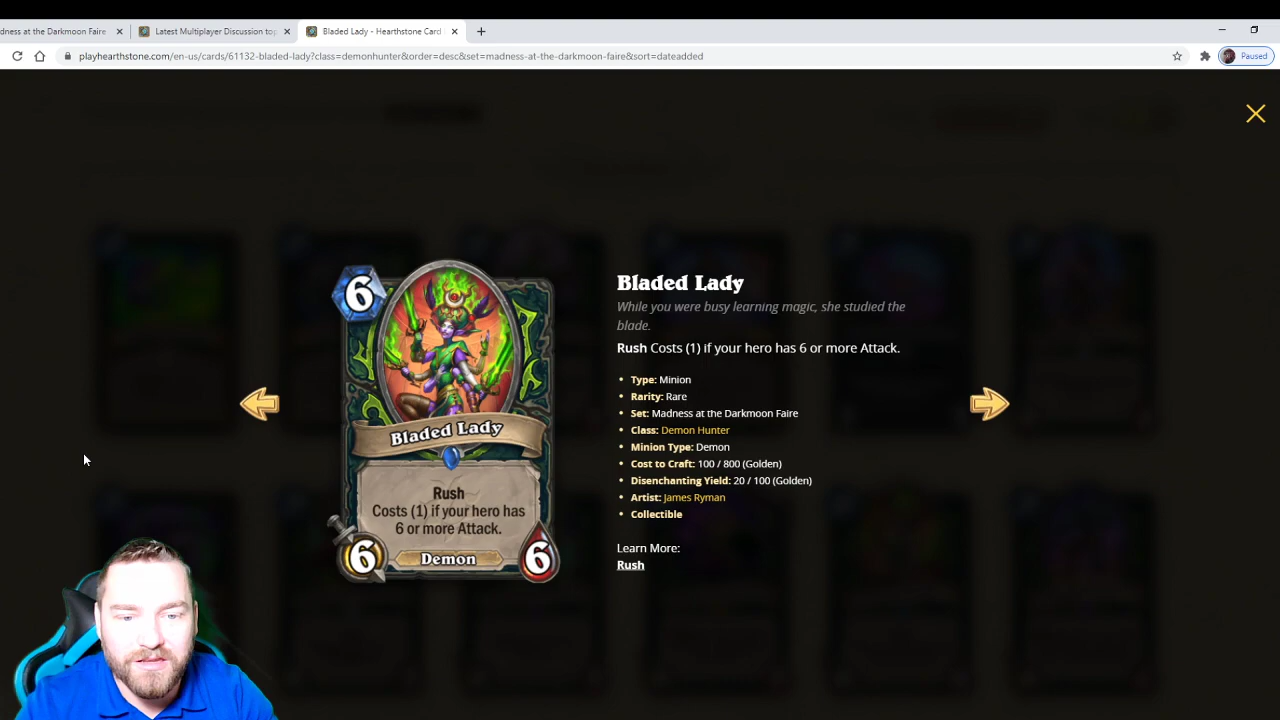 dness at the Darkmoon Faire
Latest Multiplayer Discussion top
Bladed Lady - Hearthstone Card
playhearthstone.com/en-us/cards/61132-bladed-lady?class=demonhunter&order=desc&set=madness-at-the-darkmoon-faire&sort=dateadded
Paused
6
Bladed Lady
Rush
Costs (1) if your hero has
6 or more Attack.
6
Demon
6
Bladed Lady
While you were busy learning magic, she studied the
blade.
Rush Costs (1) if your hero has 6 or more Attack.
• Type: Minion
• Rarity: Rare
• Set: Madness at the Darkmoon Faire
• Class: Demon Hunter
• Minion Type: Demon
• Cost to Craft: 100 / 800 (Golden)
• Disenchanting Yield: 20 / 100 (Golden)
• Artist: James Ryman
• Collectible
Learn More:
Rush